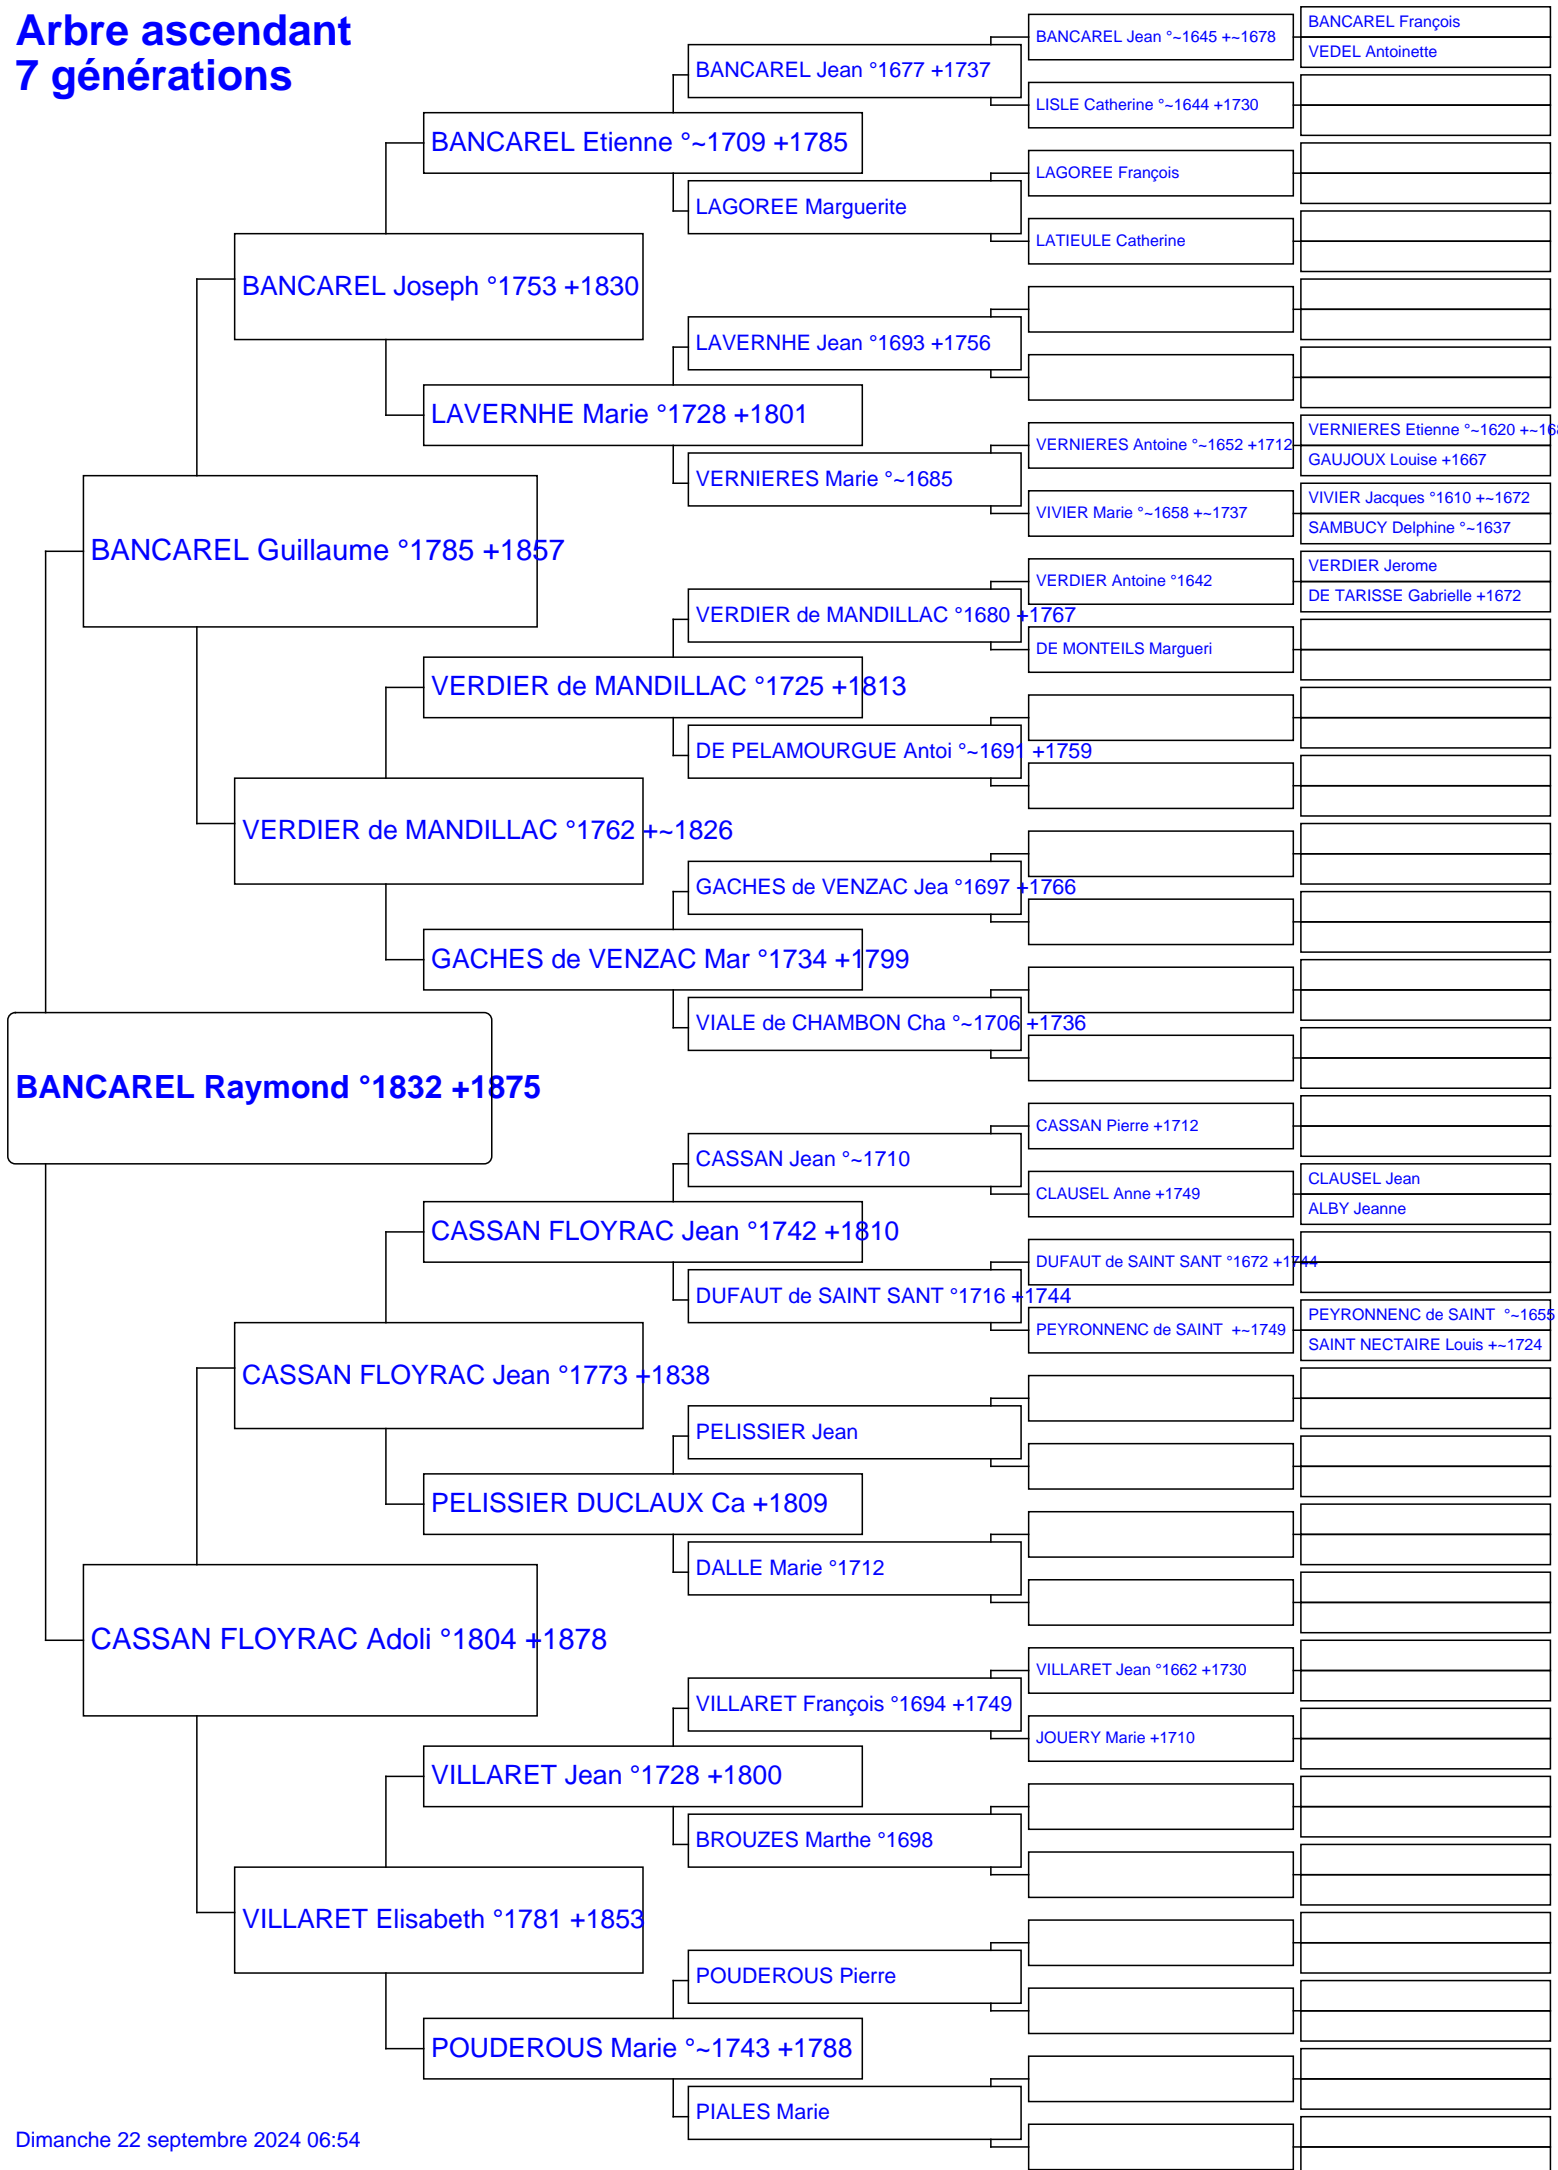 Arbre ascendant
7 générations
BANCAREL Raymond °1832 +1875
BANCAREL Guillaume °1785 +1857
CASSAN FLOYRAC Adoli °1804 +1878
BANCAREL Joseph °1753 +1830
VERDIER de MANDILLAC °1762 +~1826
CASSAN FLOYRAC Jean °1773 +1838
VILLARET Elisabeth °1781 +1853
BANCAREL Etienne °~1709 +1785
LAVERNHE Marie °1728 +1801
VERDIER de MANDILLAC °1725 +1813
GACHES de VENZAC Mar °1734 +1799
CASSAN FLOYRAC Jean °1742 +1810
PELISSIER DUCLAUX Ca +1809
VILLARET Jean °1728 +1800
POUDEROUS Marie °~1743 +1788
BANCAREL Jean °1677 +1737
LAGOREE Marguerite
LAVERNHE Jean °1693 +1756
VERNIERES Marie °~1685
VERDIER de MANDILLAC °1680 +1767
DE PELAMOURGUE Antoi °~1691 +1759
GACHES de VENZAC Jea °1697 +1766
VIALE de CHAMBON Cha °~1706 +1736
CASSAN Jean °~1710
DUFAUT de SAINT SANT °1716 +1744
PELISSIER Jean
DALLE Marie °1712
VILLARET François °1694 +1749
BROUZES Marthe °1698
POUDEROUS Pierre
PIALES Marie
BANCAREL Jean °~1645 +~1678
LISLE Catherine °~1644 +1730
LAGOREE François
LATIEULE Catherine
VERNIERES Antoine °~1652 +1712
VIVIER Marie °~1658 +~1737
VERDIER Antoine °1642
DE MONTEILS Margueri
CASSAN Pierre +1712
CLAUSEL Anne +1749
DUFAUT de SAINT SANT °1672 +1744
PEYRONNENC de SAINT +~1749
VILLARET Jean °1662 +1730
JOUERY Marie +1710
BANCAREL François
VEDEL Antoinette
VERNIERES Etienne °~1620
GAUJOUX Louise +1667
VIVIER Jacques °1610 +~1672
SAMBUCY Delphine °~1637
VERDIER Jerome
DE TARISSE Gabrielle +1672
CLAUSEL Jean
ALBY Jeanne
PEYRONNENC de SAINT °~1655
SAINT NECTAIRE Louis +~1724
Dimanche 22 septembre 2024 06:54